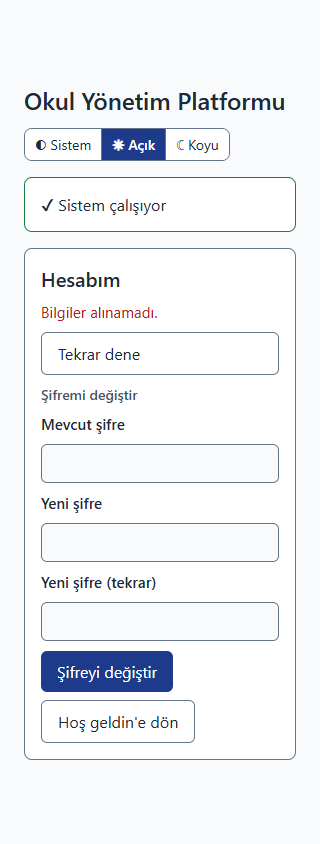 Okul Yönetim Platformu
◐ Sistem ☀ Açık ☾ Koyu
✓ Sistem çalışıyor
Hesabım
Bilgiler alınamadı.
Tekrar dene
Şifremi değiştir
Mevcut şifre
Yeni şifre
Yeni şifre (tekrar)
Şifreyi değiştir
Hoş geldin'e dön